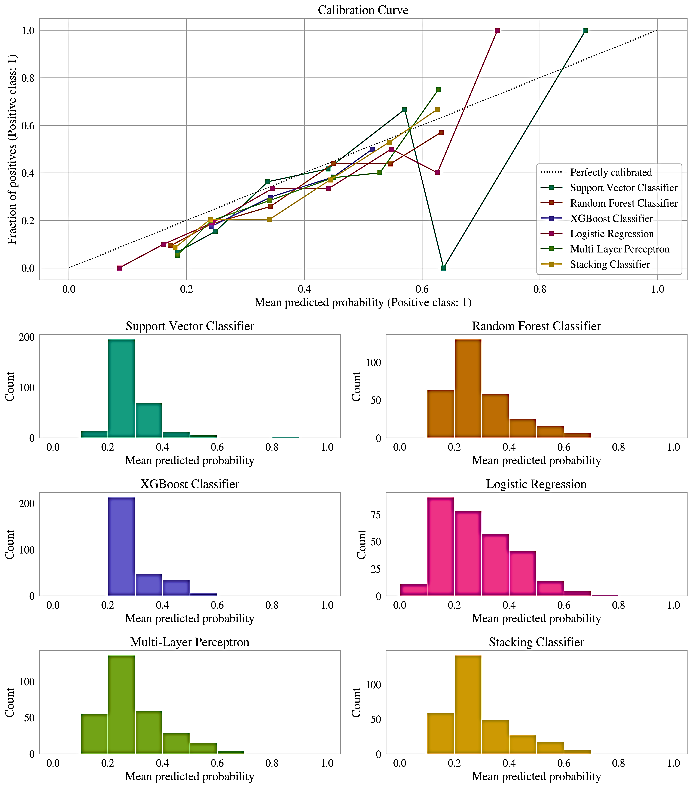 Calibration Curve
Fraction of positives (Positive class: 1)
1.0
0.8
0.6
0.4
0.2
0.0
Perfectly calibrated
Support Vector Classifier
Random Forest Classifier
XGBoost Classifier
Logistic Regression
Multi Layer Perceptron
Stacking Classifier
0.0 0.2 0.4 0.6 0.8 1.0
Mean predicted probability (Positive class: 1)
Support Vector Classifier
Count
200
100
0
0.0 0.2 0.4 0.6 0.8 1.0
Mean predicted probability
Random Forest Classifier
Count
100
50
0
0.0 0.2 0.4 0.6 0.8 1.0
Mean predicted probability
XGBoost Classifier
Count
200
100
0
0.0 0.2 0.4 0.6 0.8 1.0
Mean predicted probability
Logistic Regression
Count
75
50
25
0
0.0 0.2 0.4 0.6 0.8 1.0
Mean predicted probability
Multi-Layer Perceptron
Count
100
50
0
0.0 0.2 0.4 0.6 0.8 1.0
Mean predicted probability
Stacking Classifier
Count
100
50
0
0.0 0.2 0.4 0.6 0.8 1.0
Mean predicted probability